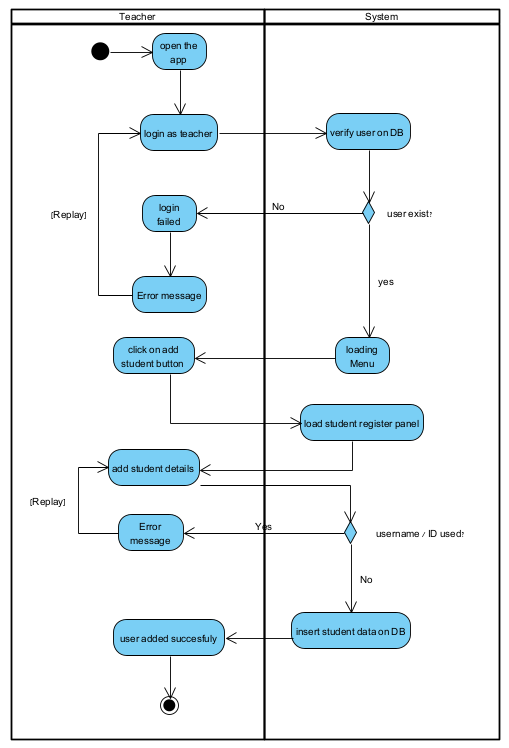 Teacher
System
open the
app
login as teacher
verify user on DB
login
failed
No
user exist?
[Replay]
yes
Error message
click on add
student button
loading
Menu
load student register panel
add student details
[Replay]
Error
message
Yes
username / ID used?
No
user added succesfuly
insert student data on DB